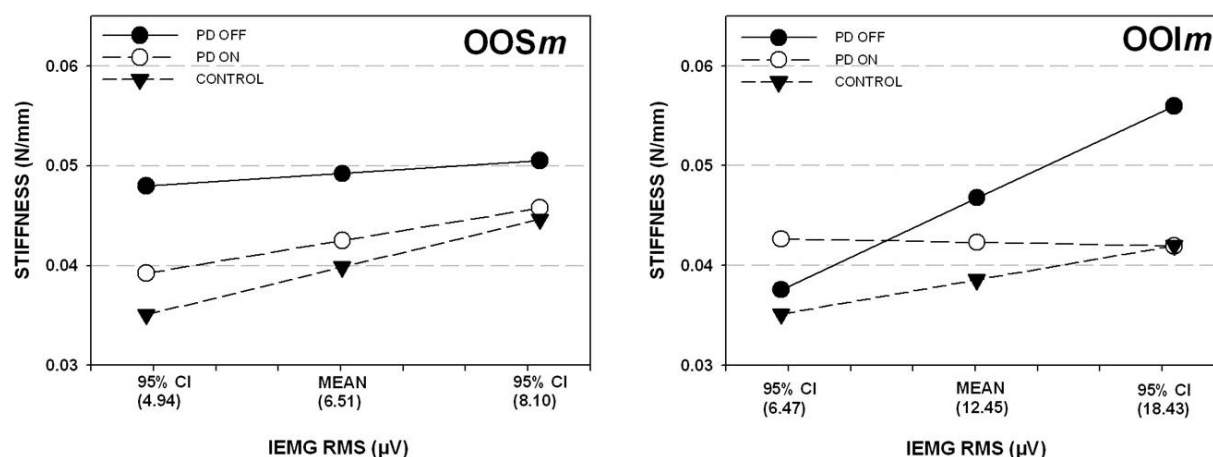 PD OFF
PD ON
CONTROL
OOSm
0.06
0.05
0.04
0.03
STIFFNESS (N/mm)
95% CI
(4.94)
MEAN
(6.51)
95% CI
(8.10)
IEMG RMS (µV)
PD OFF
PD ON
CONTROL
OOIm
0.06
0.05
0.04
0.03
STIFFNESS (N/mm)
95% CI
(6.47)
MEAN
(12.45)
95% CI
(18.43)
IEMG RMS (µV)